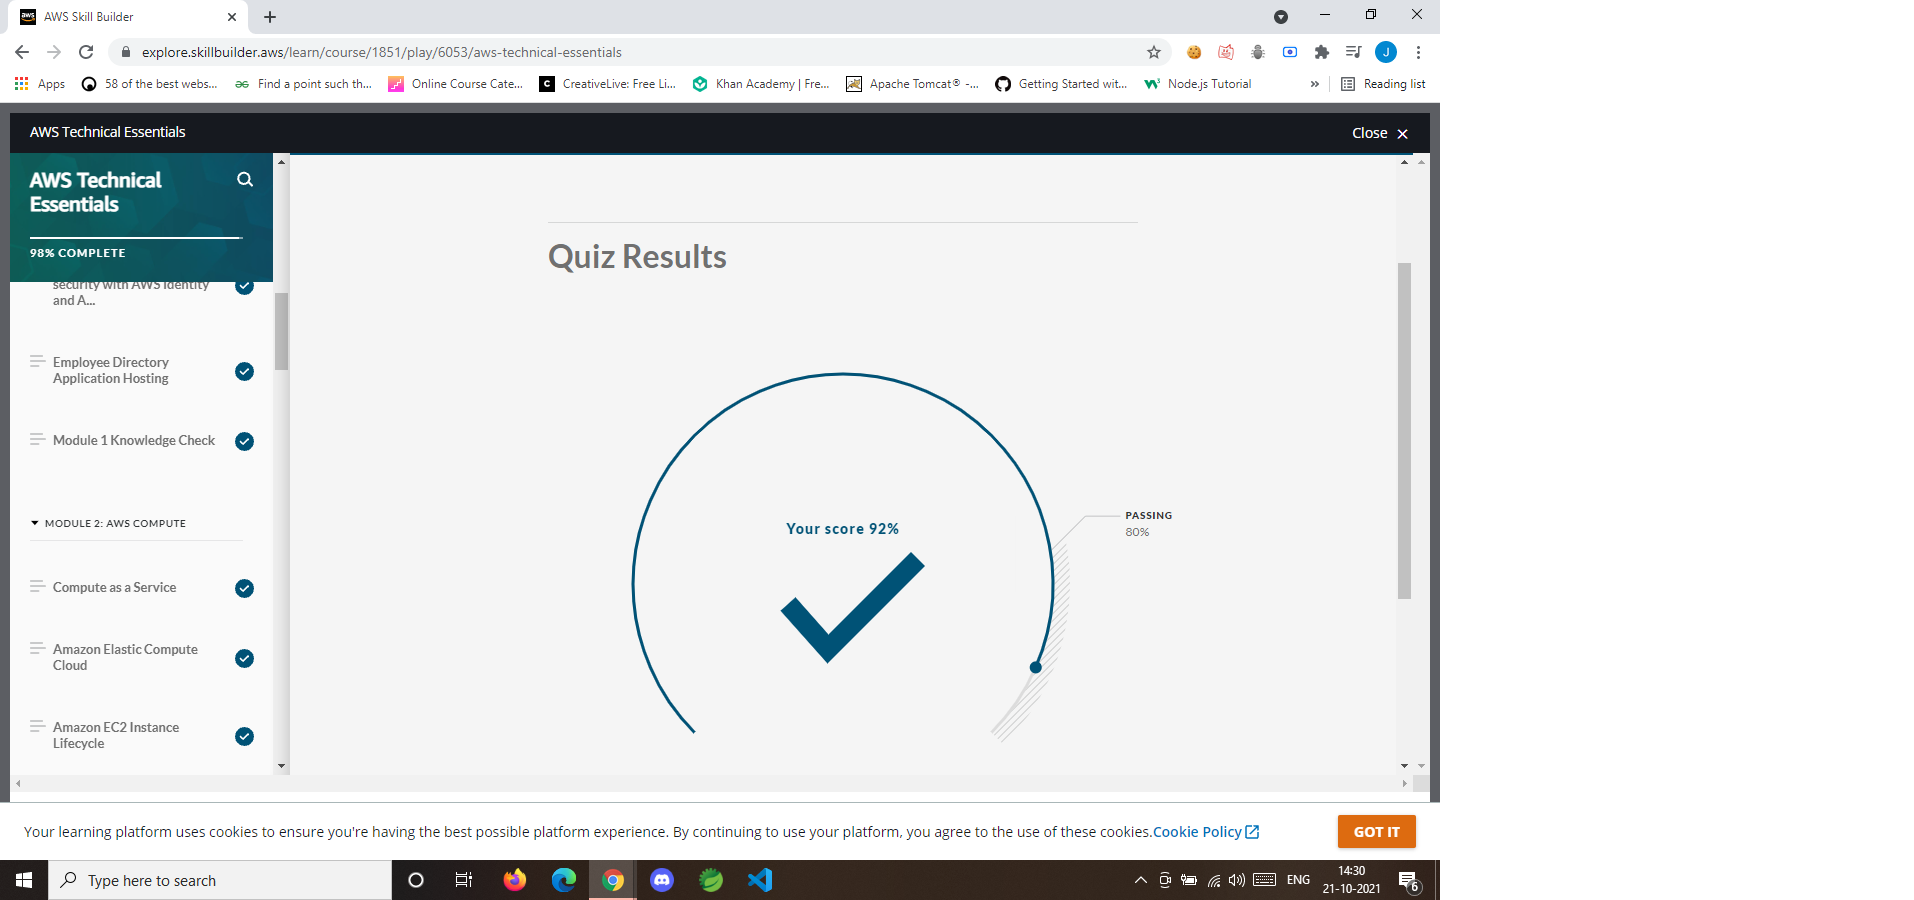 AWS Skill Builder
explore.skillbuilder.aws/learn/course/1851/play/6053/aws-technical-essentials
J
Apps
58 of the best webs...
Find a point such th...
Online Course Cate...
CreativeLive: Free Li...
Khan Academy | Fre...
Apache Tomcat® -...
Getting Started wit...
Node.js Tutorial
»
Reading list
AWS Technical Essentials
Close
AWS Technical
Essentials
98% COMPLETE
security with AWS Identity
and A...
Employee Directory
Application Hosting
Module 1 Knowledge Check
MODULE 2: AWS COMPUTE
Compute as a Service
Amazon Elastic Compute
Cloud
Amazon EC2 Instance
Lifecycle
Quiz Results
Your score 92%
PASSING
80%
Your learning platform uses cookies to ensure you're having the best possible platform experience. By continuing to use your platform, you agree to the use of these cookies.Cookie Policy
GOT IT
Type here to search
ENG
14:30
21-10-2021
6